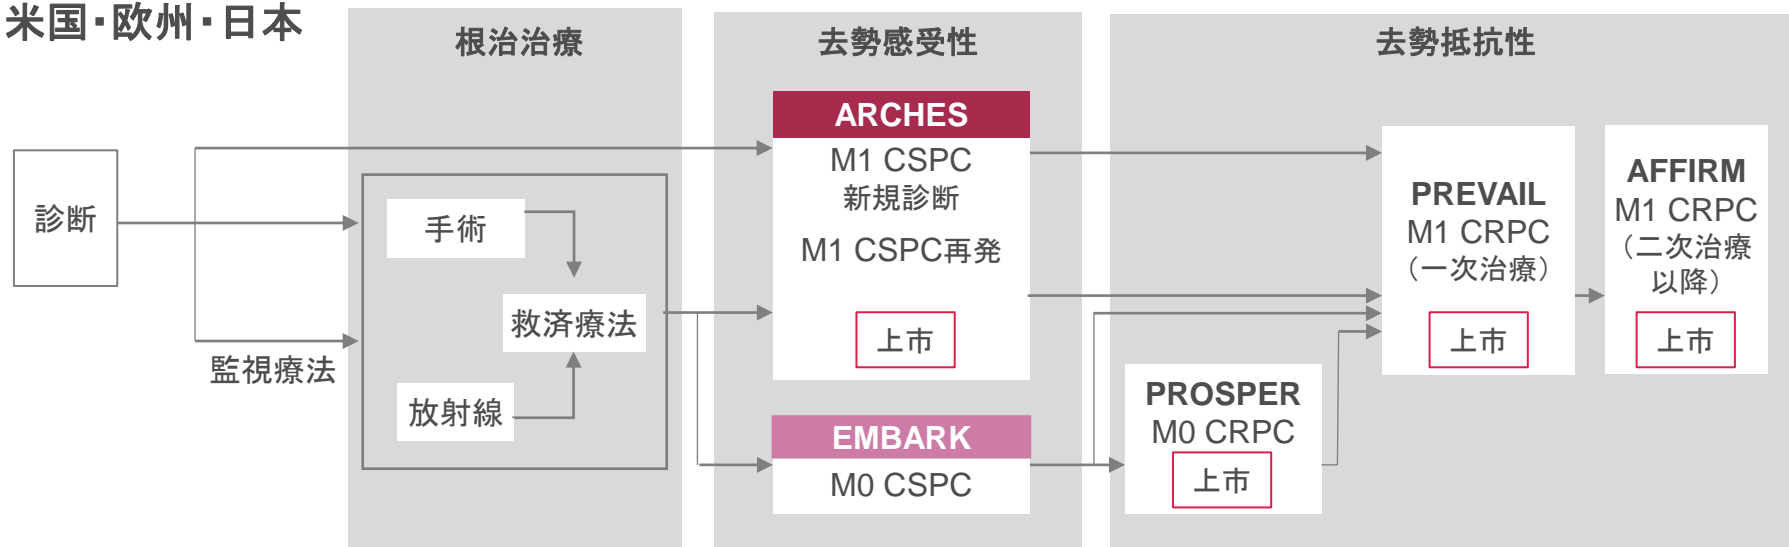 米国・欧州・日本
根治治療
去勢感受性
去勢抵抗性
診断
監視療法
手術
救済療法
放射線
ARCHES
M1 CSPC
新規診断
M1 CSPC再発
上市
EMBARK
M0 CSPC
PROSPER
M0 CRPC
上市
PREVAIL
M1 CRPC
（一次治療）
上市
AFFIRM
M1 CRPC
（二次治療
以降）
上市